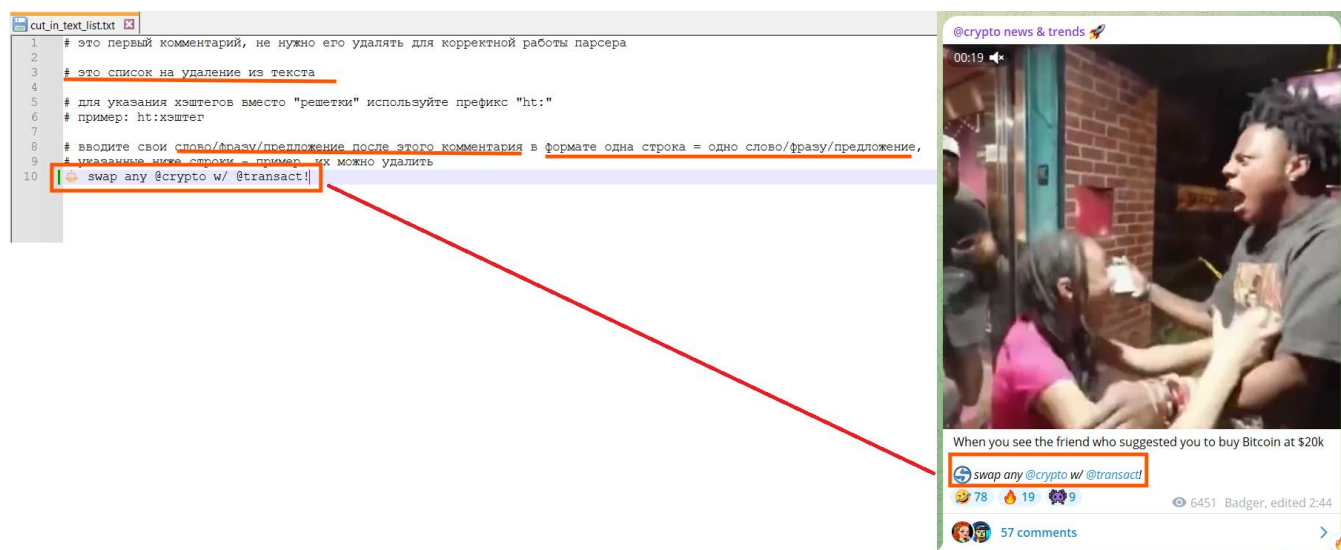 cut_in_text_list.txt
1 # это первый комментарий, не нужно его удалять для корректной работы парсера
2
3 # это список на удаление из текста
4
5 # для указания хэштегов вместо "решетки" используйте префикс "ht:"
6 # пример: ht:хэштег
7
8 # вводите свои слово/фразу/предложение после этого комментария в формате одна строка = одно слово/фразу/предложение,
9 # указанные ниже строки - пример, их можно удалить
10 swap any @crypto w/ @transact!
@crypto news & trends 🚀
00:19
When you see the friend who suggested you to buy Bitcoin at $20k
swap any @crypto w/ @transact!
🤣 78 🔥 19 👾 9
6451 Badger, edited 2:44
57 comments